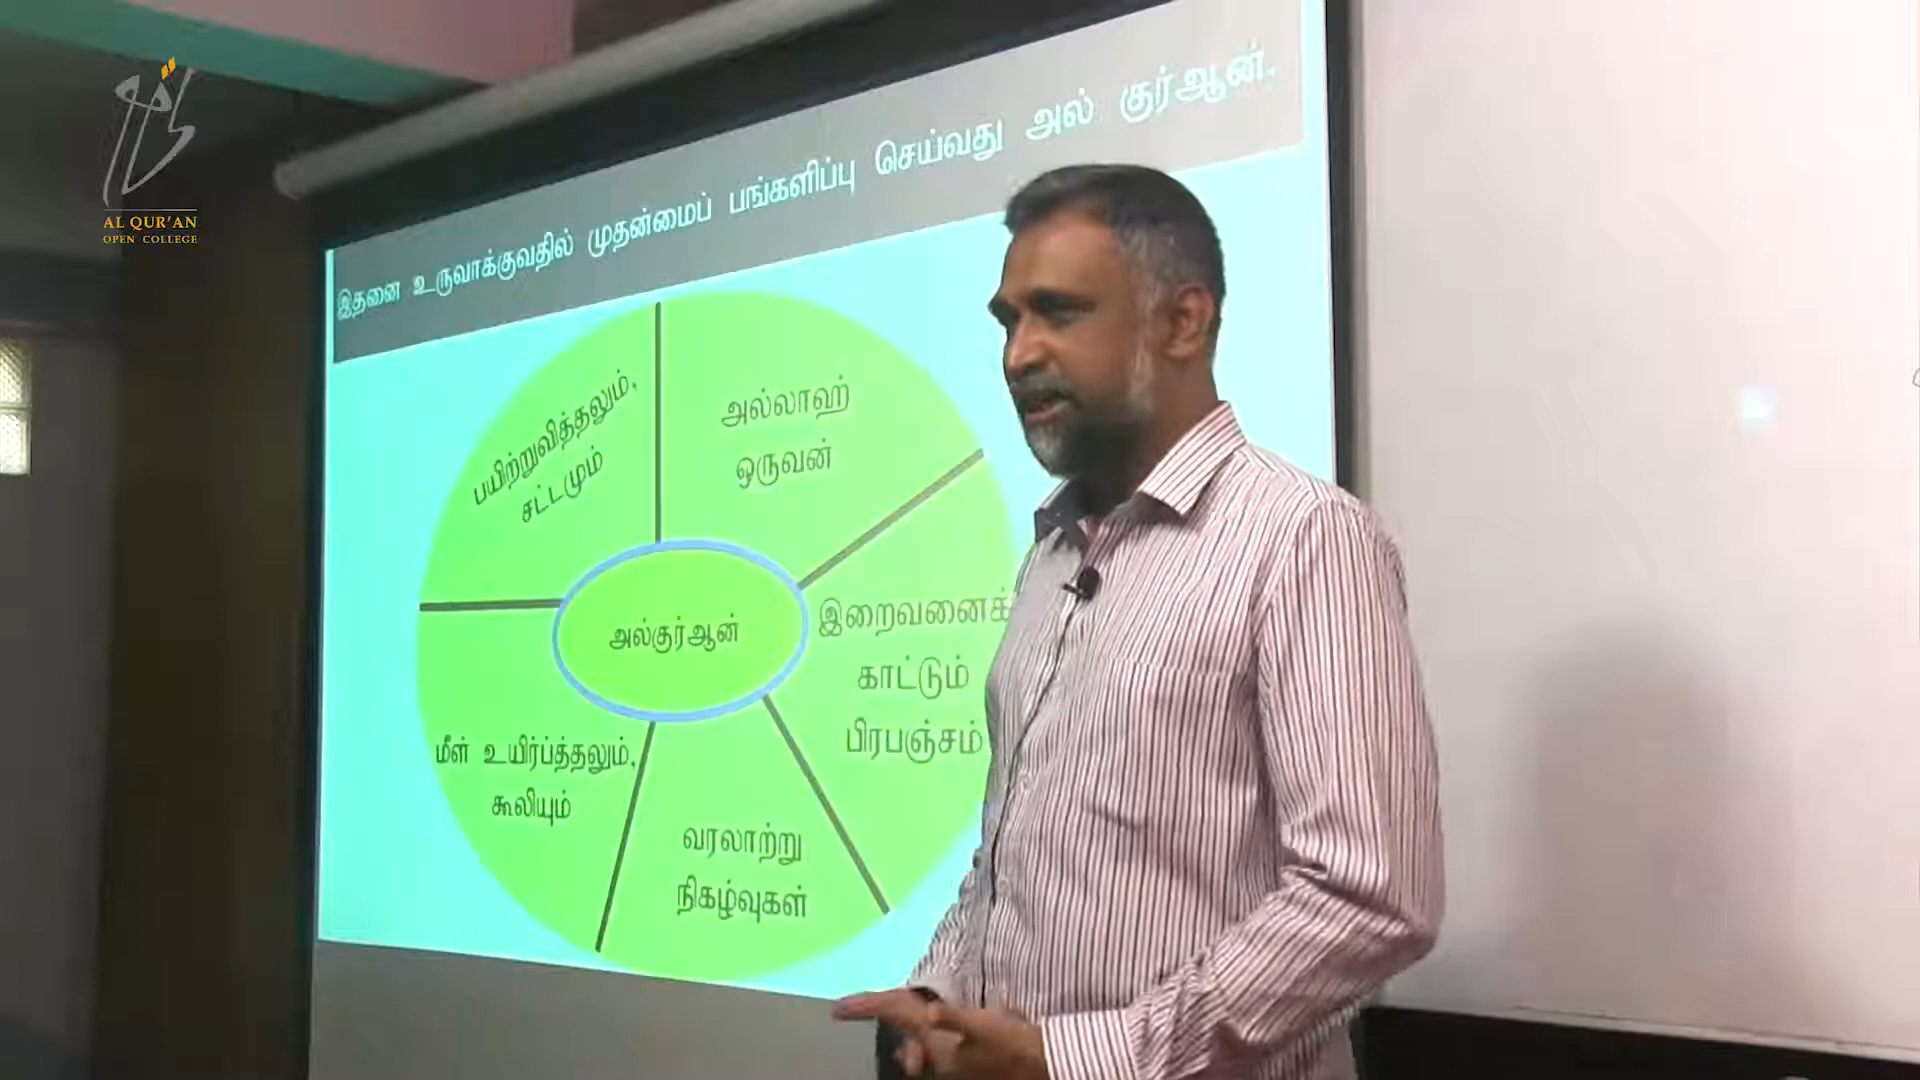 AL QUR'AN
OPEN COLLEGE
இதனை உருவாக்குவதில் முதன்மைப் பங்களிப்பு செய்வது அல் குர்ஆன்.
அல்லாஹ்
ஒருவன்
இறைவனைக்
காட்டும்
பிரபஞ்சம்
வரலாற்று
நிகழ்வுகள்
மீள் உயிர்ப்த்தலும்,
கூலியும்
பயிற்றுவித்தலும்,
சட்டமும்
அல்குர்ஆன்